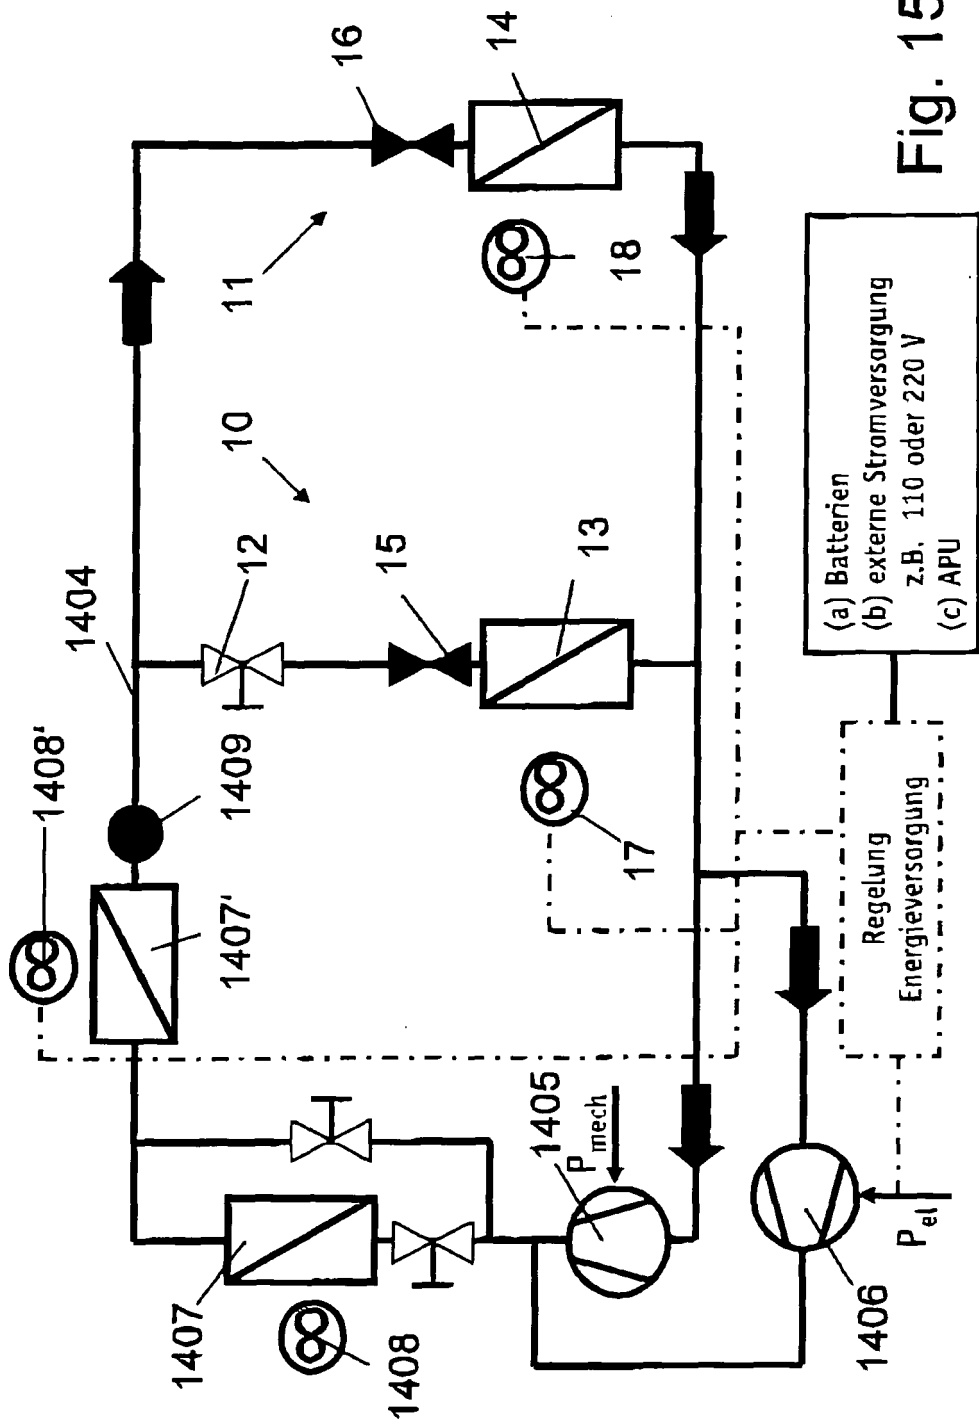 1408'
1407'
1409
1404
12
10
11
16
14
18
15
13
17
1407
1408
1405
P mech
1406
P el
Regelung
Energieversorgung
(a) Batterien
(b) externe Stromversorgung
z.B. 110 oder 220 V
(c) APU
Fig. 15